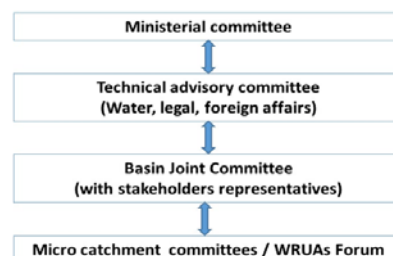 Ministerial committee
Technical advisory committee
(Water, legal, foreign affairs)
Basin Joint Committee
(with stakeholders representatives)
Micro catchment committees / WRUAs Forum